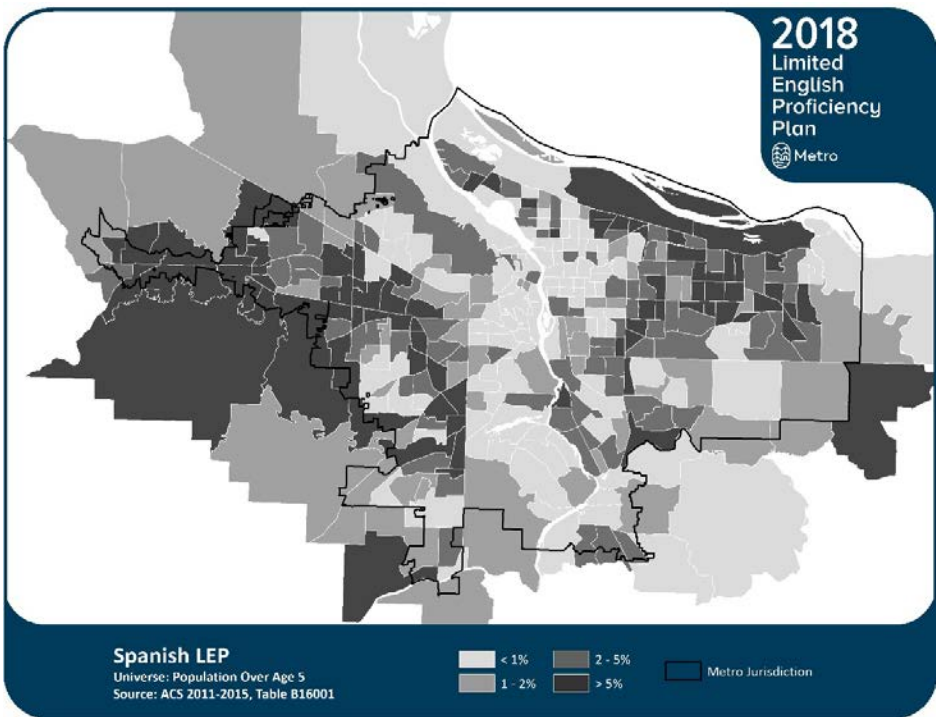 2018
Limited
English
Proficiency
Plan
Metro
Spanish LEP
Universe: Population Over Age 5
Source: ACS 2011-2015, Table B16001
< 1%
1 - 2%
2 - 5%
> 5%
Metro Jurisdiction